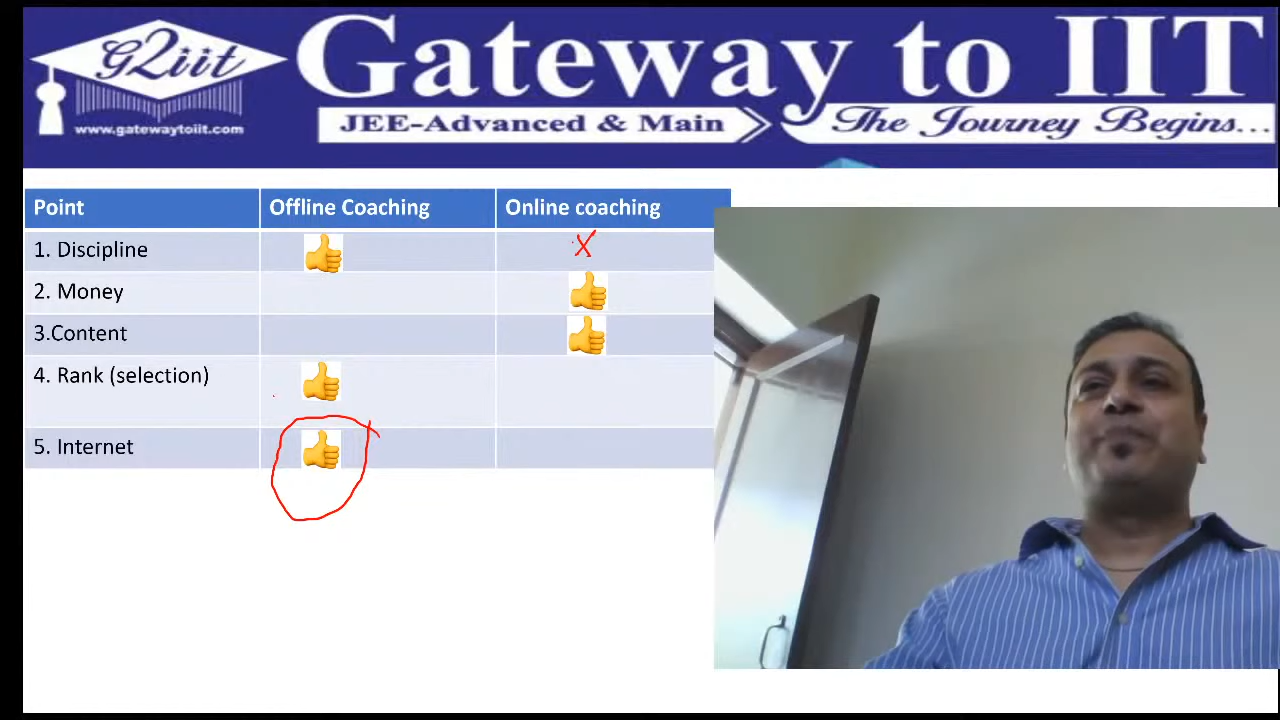 G2iit
Gateway to IIT
www.gatewaytoiit.com
JEE-Advanced & Main
The Journey Begins...
Point Offline Coaching Online coaching
1. Discipline X
2. Money
3.Content
4. Rank (selection)
5. Internet